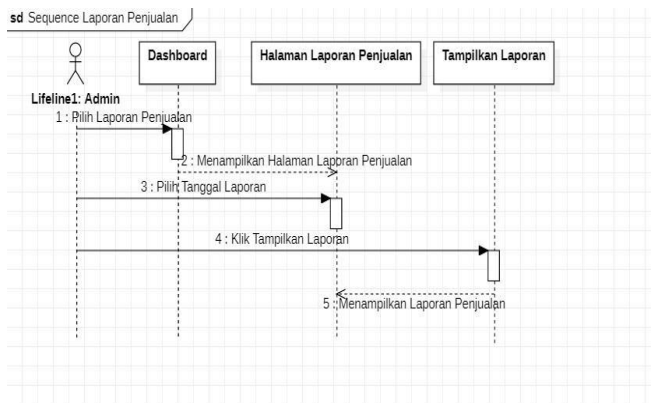 sd Sequence Laporan Penjualan
Dashboard
Halaman Laporan Penjualan
Tampilkan Laporan
Lifeline1: Admin
1 : Pilih Laporan Penjualan
2 : Menampilkan Halaman Laporan Penjualan
3 : Pilih Tanggal Laporan
4 : Klik Tampilkan Laporan
5 : Menampilkan Laporan Penjualan